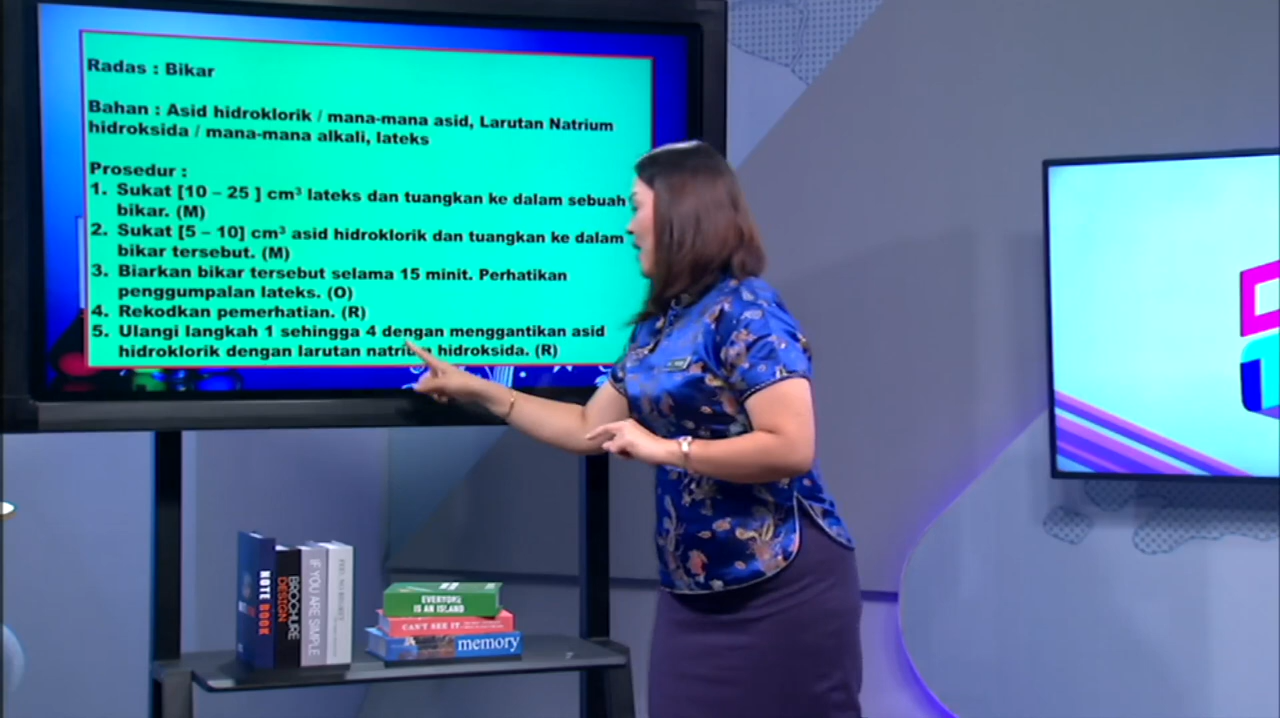 Radas : Bikar
Bahan : Asid hidroklorik / mana-mana asid, Larutan Natrium
hidroksida / mana-mana alkali, lateks
Prosedur :
1. Sukat [10 – 25 ] cm³ lateks dan tuangkan ke dalam sebuah
bikar. (M)
2. Sukat [5 – 10] cm³ asid hidroklorik dan tuangkan ke dalam
bikar tersebut. (M)
3. Biarkan bikar tersebut selama 15 minit. Perhatikan
penggumpalan lateks. (O)
4. Rekodkan pemerhatian. (R)
5. Ulangi langkah 1 sehingga 4 dengan menggantikan asid
hidroklorik dengan larutan natrium hidroksida. (R)
NOTE BOOK
BROCHURE
DESIGN
IF YOU ARE SIMPLE
EVERYONE
IS AN ISLAND
CAN'T SEE IT
memory